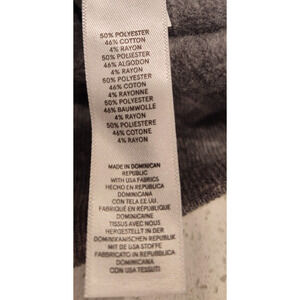 50% POLYESTER
46% COTTON
4% RAYON
50% POLYESTER
46% ALGODON
4% RAYON
50% POLYESTER
46% COTON
4% RAYONNE
50% POLYESTER
46% BAUMWOLLE
4% RAYON
50% POLIESTERE
46% COTONE
4% RAYON
MADE IN DOMINICAN
REPUBLIC
WITH USA FABRICS
HECHO EN REPUBLICA
DOMINICANA
CON TELA EE.UU.
FABRIQUÉ EN RÉPUBLIQUE
DOMINICAINE
TISSUS AVEC NOUS
HERGESTELLT IN DER
DOMINIKANISCHEN REPUBLIK
MIT DE USA STOFFE
FABBRICATO IN REPUBBLICA
DOMINICANA
CON USA TESSUTI